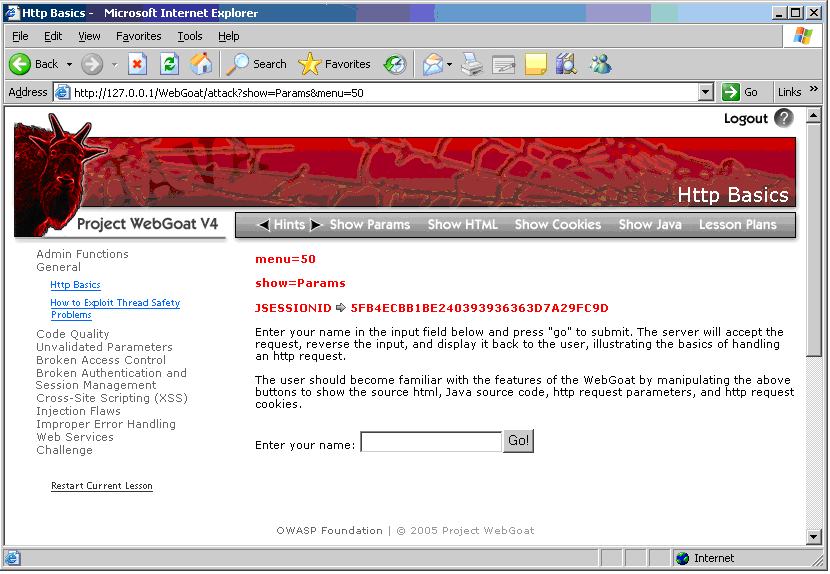 Http Basics - Microsoft Internet Explorer
File Edit View Favorites Tools Help
Back Search Favorites
Address http://127.0.0.1/WebGoat/attack?show=Params&menu=50 Go Links »
Logout ?
Http Basics
Project WebGoat V4
Hints Show Params Show HTML Show Cookies Show Java Lesson Plans
Admin Functions
General
Http Basics
How to Exploit Thread Safety
Problems
Code Quality
Unvalidated Parameters
Broken Access Control
Broken Authentication and
Session Management
Cross-Site Scripting (XSS)
Injection Flaws
Improper Error Handling
Web Services
Challenge
Restart Current Lesson
menu=50
show=Params
JSESSIONID ⇨ 5FB4ECBB1BE240393936363D7A29FC9D
Enter your name in the input field below and press "go" to submit. The server will accept the
request, reverse the input, and display it back to the user, illustrating the basics of handling
an http request.
The user should become familiar with the features of the WebGoat by manipulating the above
buttons to show the source html, Java source code, http request parameters, and http request
cookies.
Enter your name: Go!
OWASP Foundation | © 2005 Project WebGoat
Internet